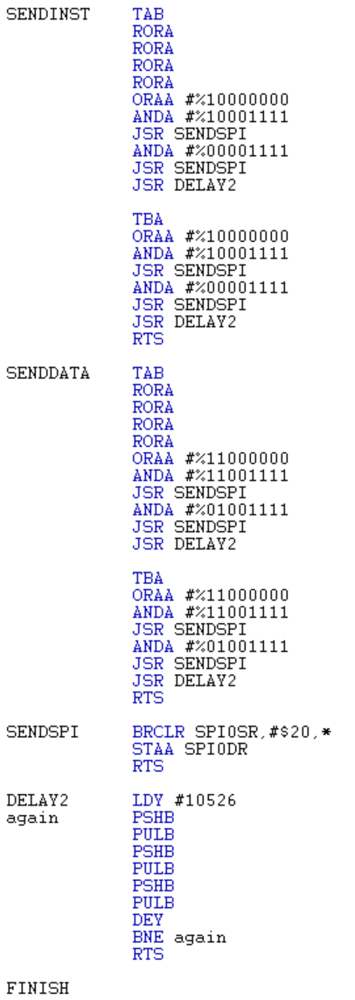 SENDINST TAB
RORA
RORA
RORA
RORA
ORAA #%10000000
ANDA #%10001111
JSR SENDSPI
ANDA #%00001111
JSR SENDSPI
JSR DELAY2
TBA
ORAA #%10000000
ANDA #%10001111
JSR SENDSPI
ANDA #%00001111
JSR SENDSPI
JSR DELAY2
RTS
SENDDATA TAB
RORA
RORA
RORA
RORA
ORAA #%11000000
ANDA #%11001111
JSR SENDSPI
ANDA #%01001111
JSR SENDSPI
JSR DELAY2
TBA
ORAA #%11000000
ANDA #%11001111
JSR SENDSPI
ANDA #%01001111
JSR SENDSPI
JSR DELAY2
RTS
SENDSPI BRCLR SPI0SR,#$20,*
STAA SPI0DR
RTS
DELAY2 LDY #10526
again PSHB
PULB
PSHB
PULB
PSHB
PULB
DEY
BNE again
RTS
FINISH